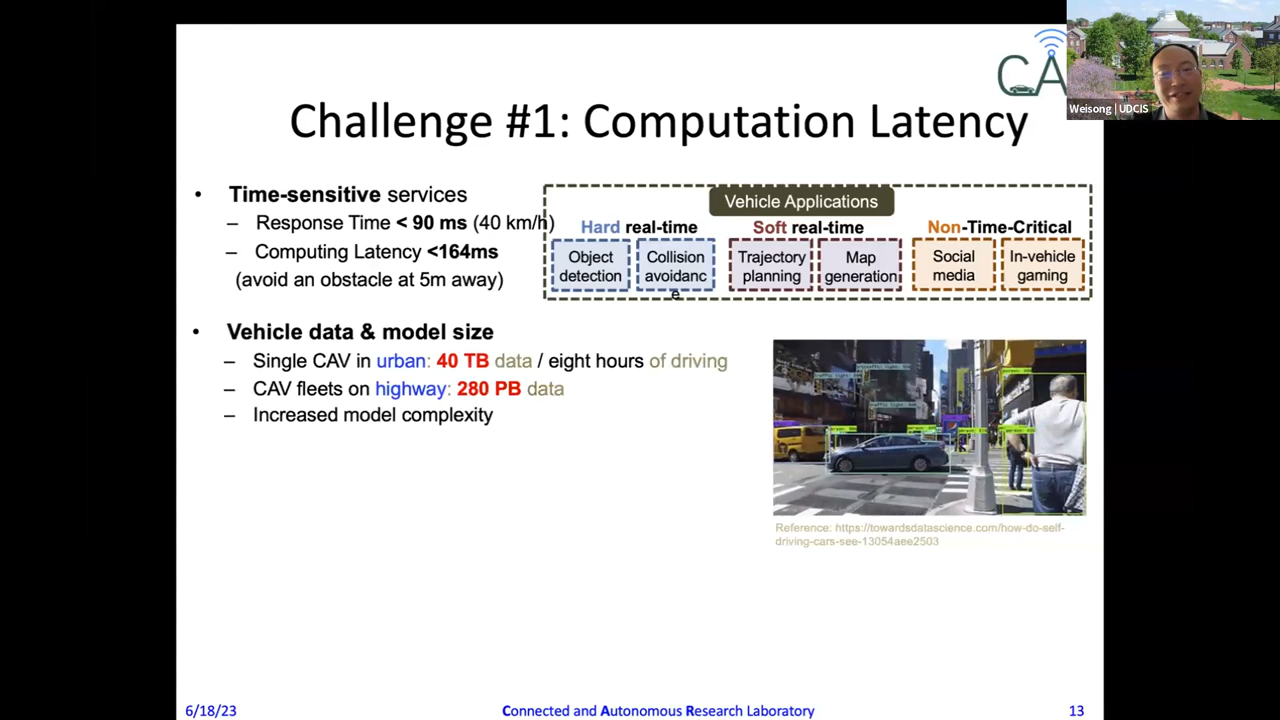 CA
Weisong | UDCIS
Challenge #1: Computation Latency
• Time-sensitive services
– Response Time < 90 ms (40 km/h)
– Computing Latency <164ms
(avoid an obstacle at 5m away)
Vehicle Applications
Hard real-time
Soft real-time
Non-Time-Critical
Object
detection
Collision
avoidanc
e
Trajectory
planning
Map
generation
Social
media
In-vehicle
gaming
• Vehicle data & model size
– Single CAV in urban: 40 TB data / eight hours of driving
– CAV fleets on highway: 280 PB data
– Increased model complexity
Reference: https://towardsdatascience.com/how-do-self-
driving-cars-see-13054aee2503
6/18/23
Connected and Autonomous Research Laboratory
13